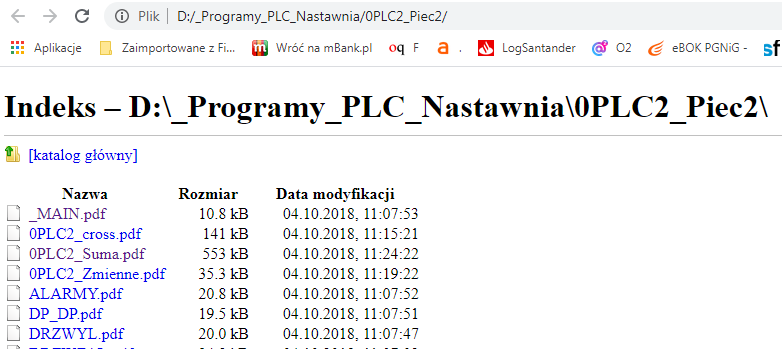 Plik D:/_Programy_PLC_Nastawnia/0PLC2_Piec2/
Aplikacje Zaimportowane z Fi... m Wróć na mBank.pl oq F a . LogSantander O2 eBOK PGNiG - sf
Indeks – D:\_Programy_PLC_Nastawnia\0PLC2_Piec2\
[katalog główny]
Nazwa Rozmiar Data modyfikacji
_MAIN.pdf 10.8 kB 04.10.2018, 11:07:53
0PLC2_cross.pdf 141 kB 04.10.2018, 11:15:21
0PLC2_Suma.pdf 553 kB 04.10.2018, 11:24:22
0PLC2_Zmienne.pdf 35.3 kB 04.10.2018, 11:19:22
ALARMY.pdf 20.8 kB 04.10.2018, 11:07:52
DP_DP.pdf 19.5 kB 04.10.2018, 11:07:51
DRZWYL.pdf 20.0 kB 04.10.2018, 11:07:47